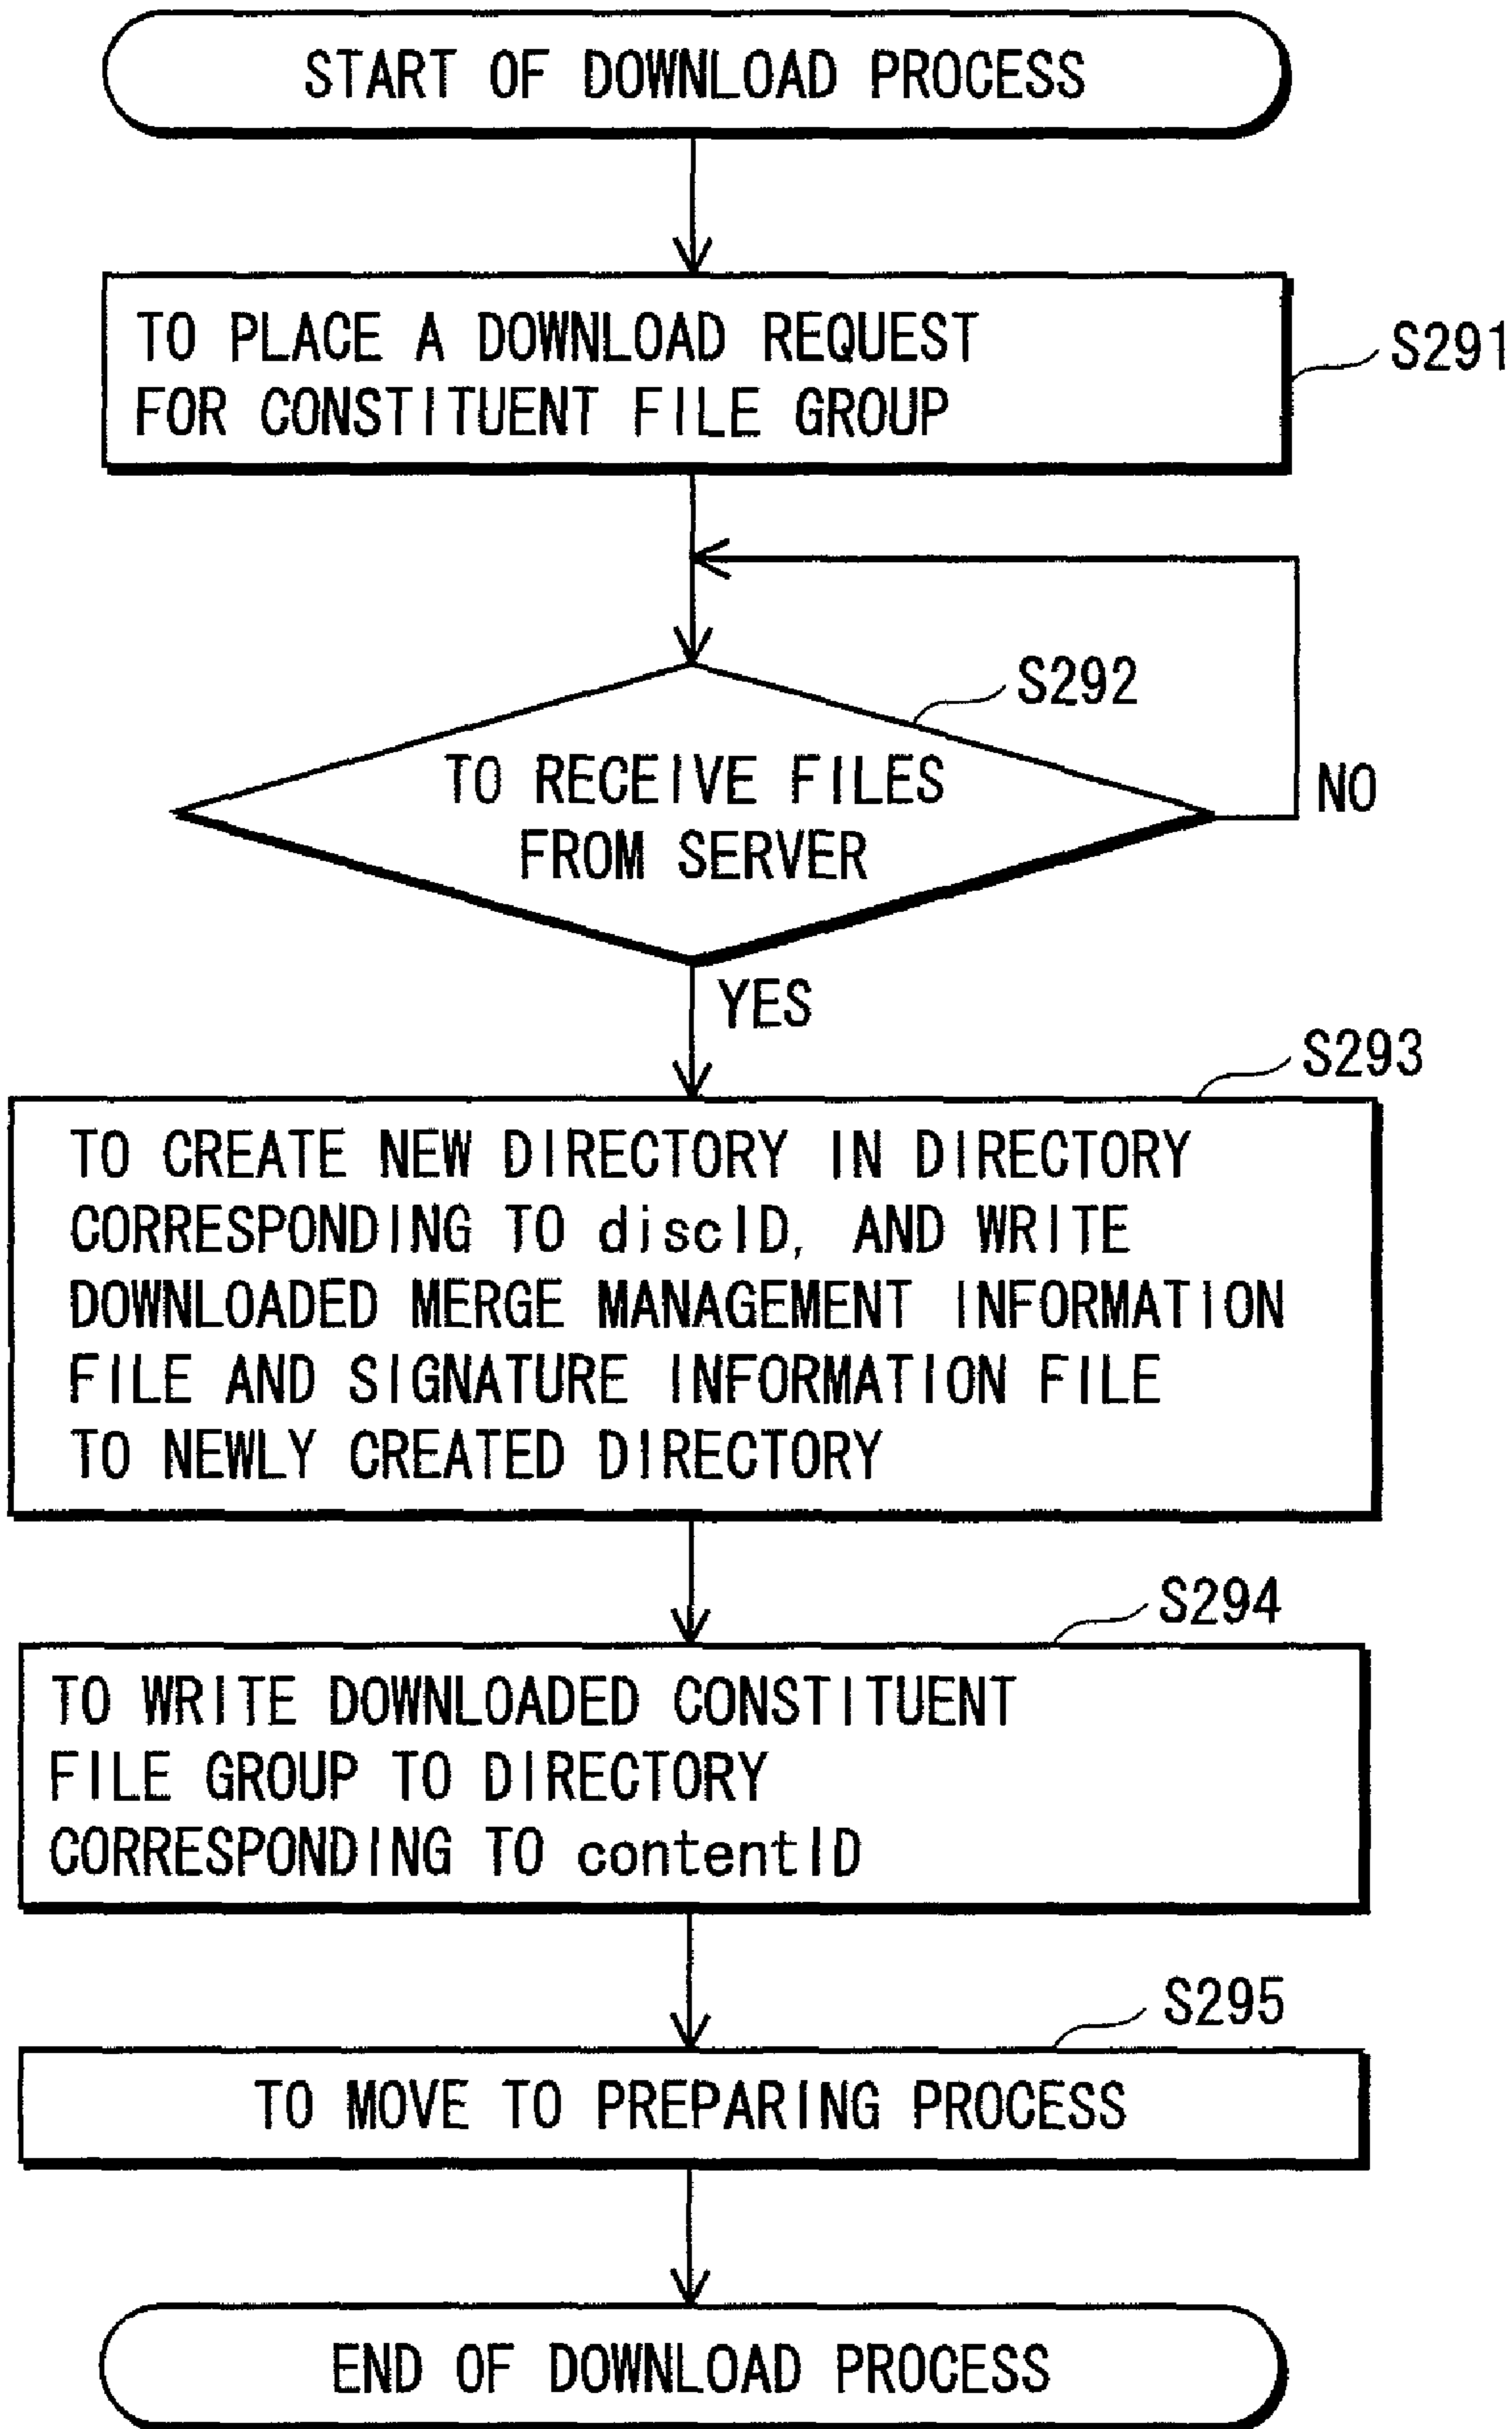 START OF DOWNLOAD PROCESS
TO PLACE A DOWNLOAD REQUEST
FOR CONSTITUENT FILE GROUP
S291
S292
TO RECEIVE FILES
FROM SERVER
NO
YES
S293
TO CREATE NEW DIRECTORY IN DIRECTORY
CORRESPONDING TO discID, AND WRITE
DOWNLOADED MERGE MANAGEMENT INFORMATION
FILE AND SIGNATURE INFORMATION FILE
TO NEWLY CREATED DIRECTORY
S294
TO WRITE DOWNLOADED CONSTITUENT
FILE GROUP TO DIRECTORY
CORRESPONDING TO contentID
S295
TO MOVE TO PREPARING PROCESS
END OF DOWNLOAD PROCESS